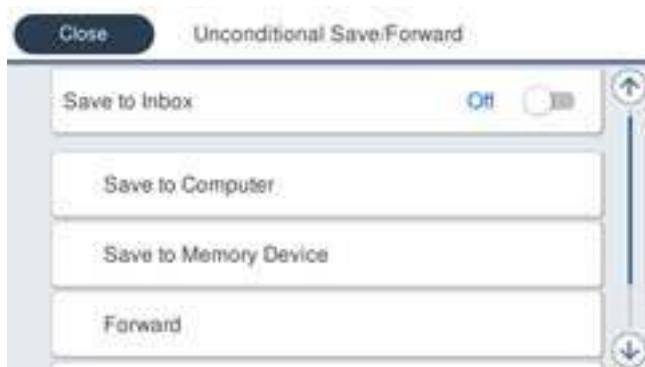 Close Unconditional Save/Forward
Save to Inbox Off
Save to Computer
Save to Memory Device
Forward